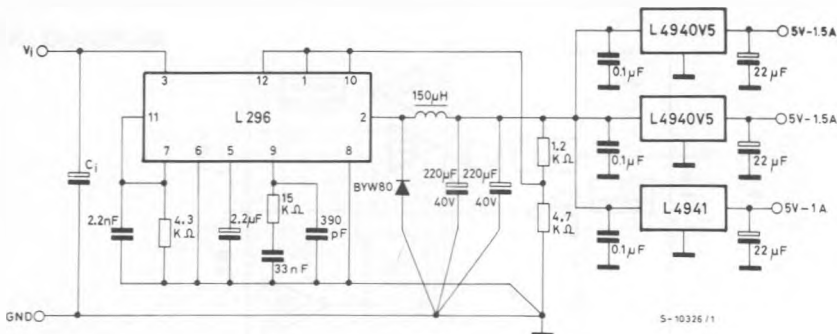 Vi
3
12
1
10
L 296
11
2
7
6
5
9
8
150µH
BYW80
220µF
40V
220µF
40V
1.2
KΩ
4.7
KΩ
2.2nF
4.3
KΩ
2.2µF
15
KΩ
33nF
390
pF
Ci
GND
L4940V5
5V-1.5A
0.1µF
22µF
L4940V5
5V-1.5A
0.1µF
22µF
L4941
5V-1A
0.1µF
22µF
S-10326/1